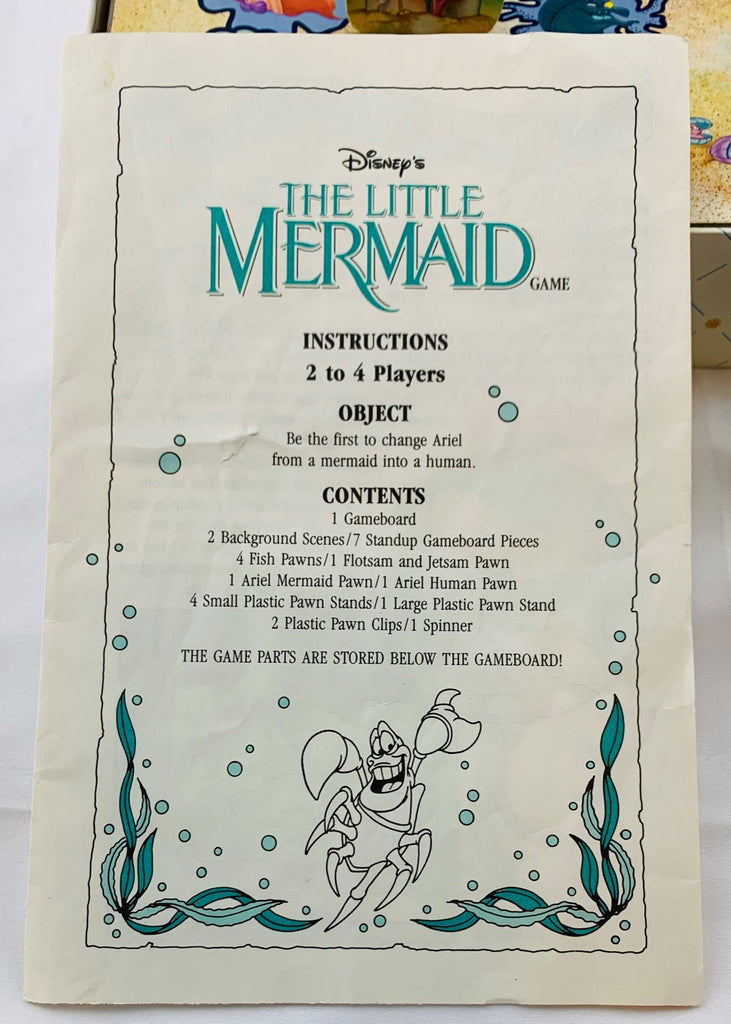 Disney's
THE LITTLE
MERMAID
GAME
INSTRUCTIONS
2 to 4 Players
OBJECT
Be the first to change Ariel
from a mermaid into a human.
CONTENTS
1 Gameboard
2 Background Scenes/7 Standup Gameboard Pieces
4 Fish Pawns/1 Flotsam and Jetsam Pawn
1 Ariel Mermaid Pawn/1 Ariel Human Pawn
4 Small Plastic Pawn Stands/1 Large Plastic Pawn Stand
2 Plastic Pawn Clips/1 Spinner
THE GAME PARTS ARE STORED BELOW THE GAMEBOARD!